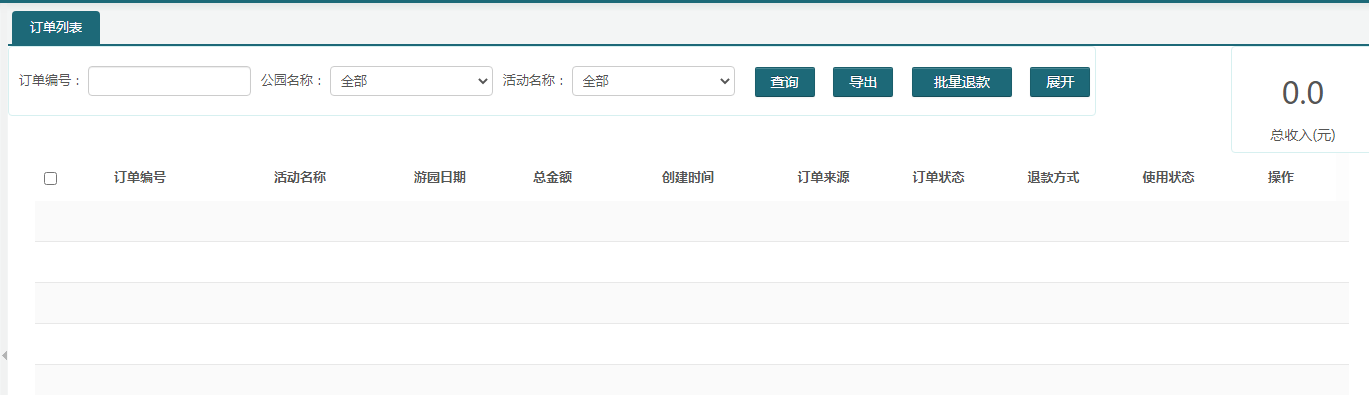 订单列表
订单编号： 公园名称： 全部 活动名称： 全部 查询 导出 批量退款 展开
0.0
总收入(元)
订单编号 活动名称 游园日期 总金额 创建时间 订单来源 订单状态 退款方式 使用状态 操作